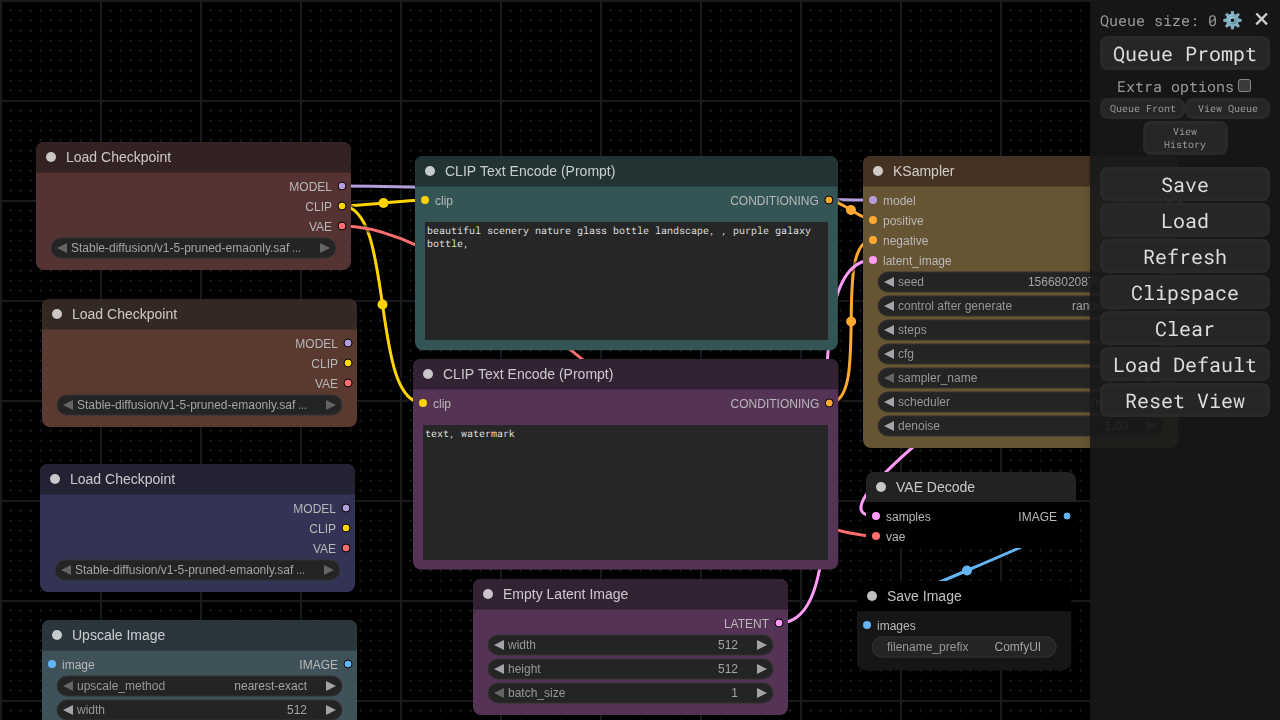 Queue size: 0
Queue Prompt
Extra options
Queue Front
View Queue
View
History
Save
Load
Refresh
Clipspace
Clear
Load Default
Reset View
Load Checkpoint
MODEL
CLIP
VAE
Stable-diffusion/v1-5-pruned-emaonly.saf ...
Load Checkpoint
MODEL
CLIP
VAE
Stable-diffusion/v1-5-pruned-emaonly.saf ...
Load Checkpoint
MODEL
CLIP
VAE
Stable-diffusion/v1-5-pruned-emaonly.saf ...
Upscale Image
image IMAGE
upscale_method nearest-exact
width 512
CLIP Text Encode (Prompt)
clip CONDITIONING
beautiful scenery nature glass bottle landscape, , purple galaxy
bottle,
CLIP Text Encode (Prompt)
clip CONDITIONING
text, watermark
Empty Latent Image
LATENT
width 512
height 512
batch_size 1
KSampler
model
positive
negative
latent_image
seed
control after generate
steps
cfg
sampler_name
scheduler
denoise 1.00
VAE Decode
samples IMAGE
vae
Save Image
images
filename_prefix ComfyUI